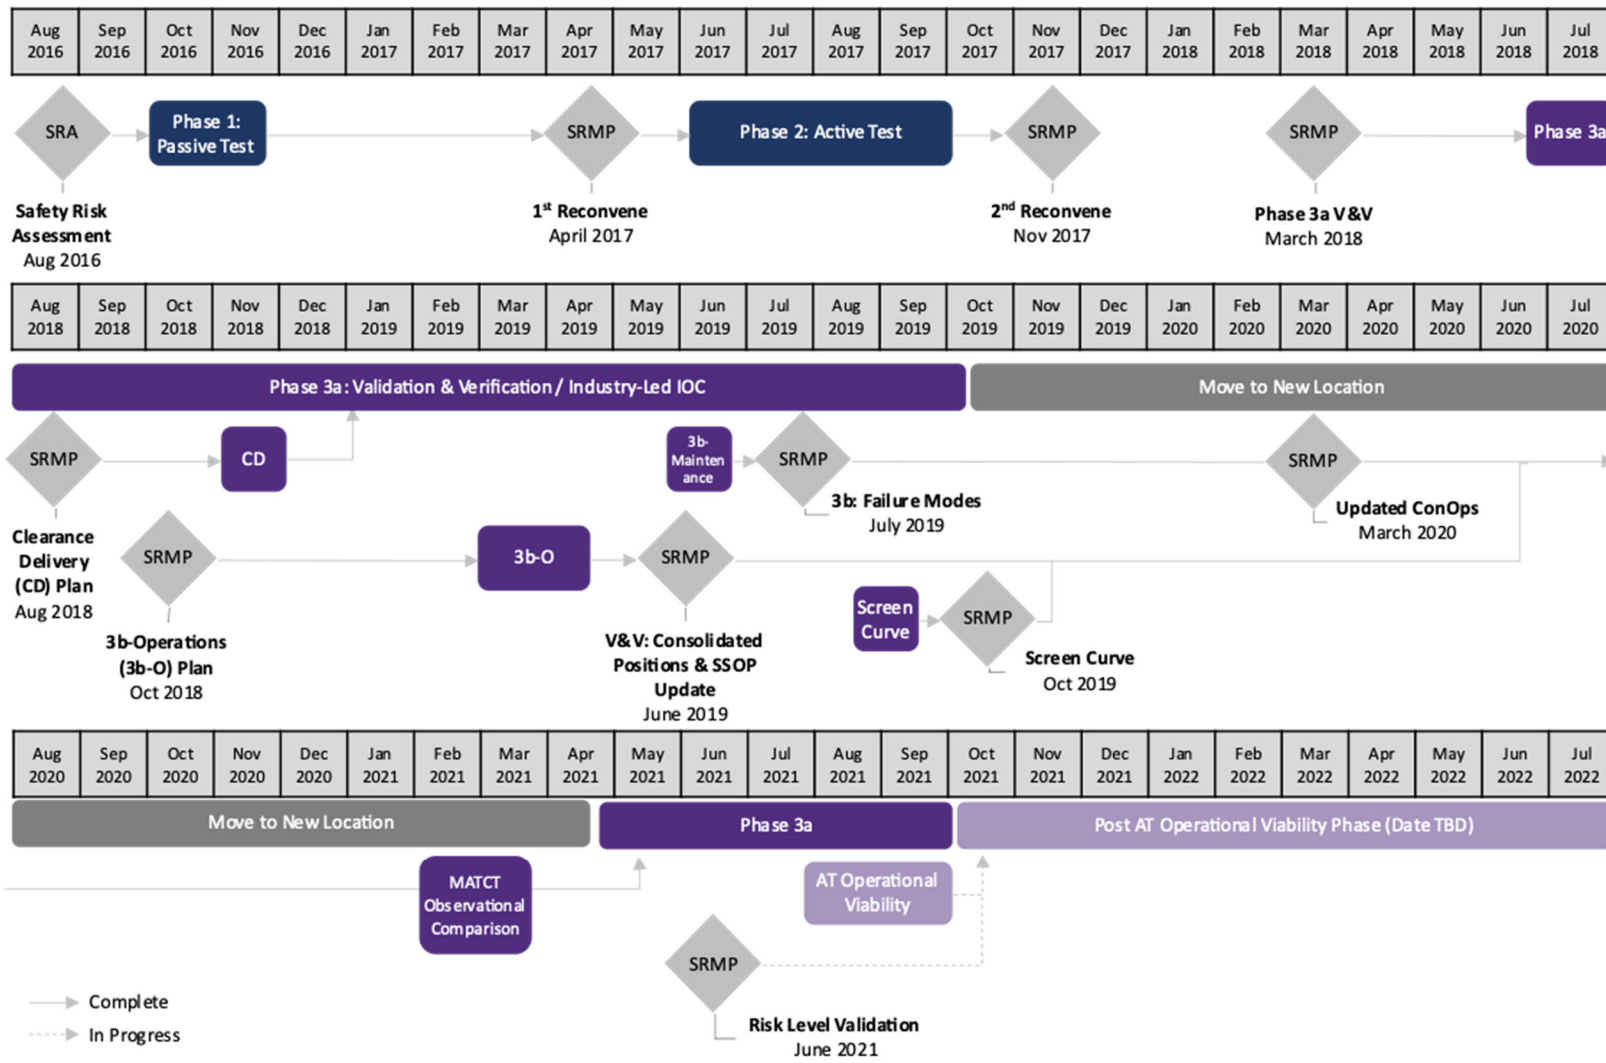 Aug 2016
Sep 2016
Oct 2016
Nov 2016
Dec 2016
Jan 2017
Feb 2017
Mar 2017
Apr 2017
May 2017
Jun 2017
Jul 2017
Aug 2017
Sep 2017
Oct 2017
Nov 2017
Dec 2017
Jan 2018
Feb 2018
Mar 2018
Apr 2018
May 2018
Jun 2018
Jul 2018
SRA
Phase 1:
Passive Test
SRMP
Phase 2: Active Test
SRMP
SRMP
Phase 3a
Safety Risk
Assessment
Aug 2016
1st Reconvene
April 2017
2nd Reconvene
Nov 2017
Phase 3a V&V
March 2018
Aug 2018
Sep 2018
Oct 2018
Nov 2018
Dec 2018
Jan 2019
Feb 2019
Mar 2019
Apr 2019
May 2019
Jun 2019
Jul 2019
Aug 2019
Sep 2019
Oct 2019
Nov 2019
Dec 2019
Jan 2020
Feb 2020
Mar 2020
Apr 2020
May 2020
Jun 2020
Jul 2020
Phase 3a: Validation & Verification / Industry-Led IOC
Move to New Location
SRMP
CD
3b-
Mainten
ance
SRMP
SRMP
Clearance
Delivery
(CD) Plan
Aug 2018
3b: Failure Modes
July 2019
Updated ConOps
March 2020
SRMP
3b-O
SRMP
Screen
Curve
SRMP
3b-Operations
(3b-O) Plan
Oct 2018
V&V: Consolidated
Positions & SSOP
Update
June 2019
Screen Curve
Oct 2019
Aug 2020
Sep 2020
Oct 2020
Nov 2020
Dec 2020
Jan 2021
Feb 2021
Mar 2021
Apr 2021
May 2021
Jun 2021
Jul 2021
Aug 2021
Sep 2021
Oct 2021
Nov 2021
Dec 2021
Jan 2022
Feb 2022
Mar 2022
Apr 2022
May 2022
Jun 2022
Jul 2022
Move to New Location
Phase 3a
Post AT Operational Viability Phase (Date TBD)
MATCT
Observational
Comparison
AT Operational
Viability
SRMP
Risk Level Validation
June 2021
Complete
In Progress